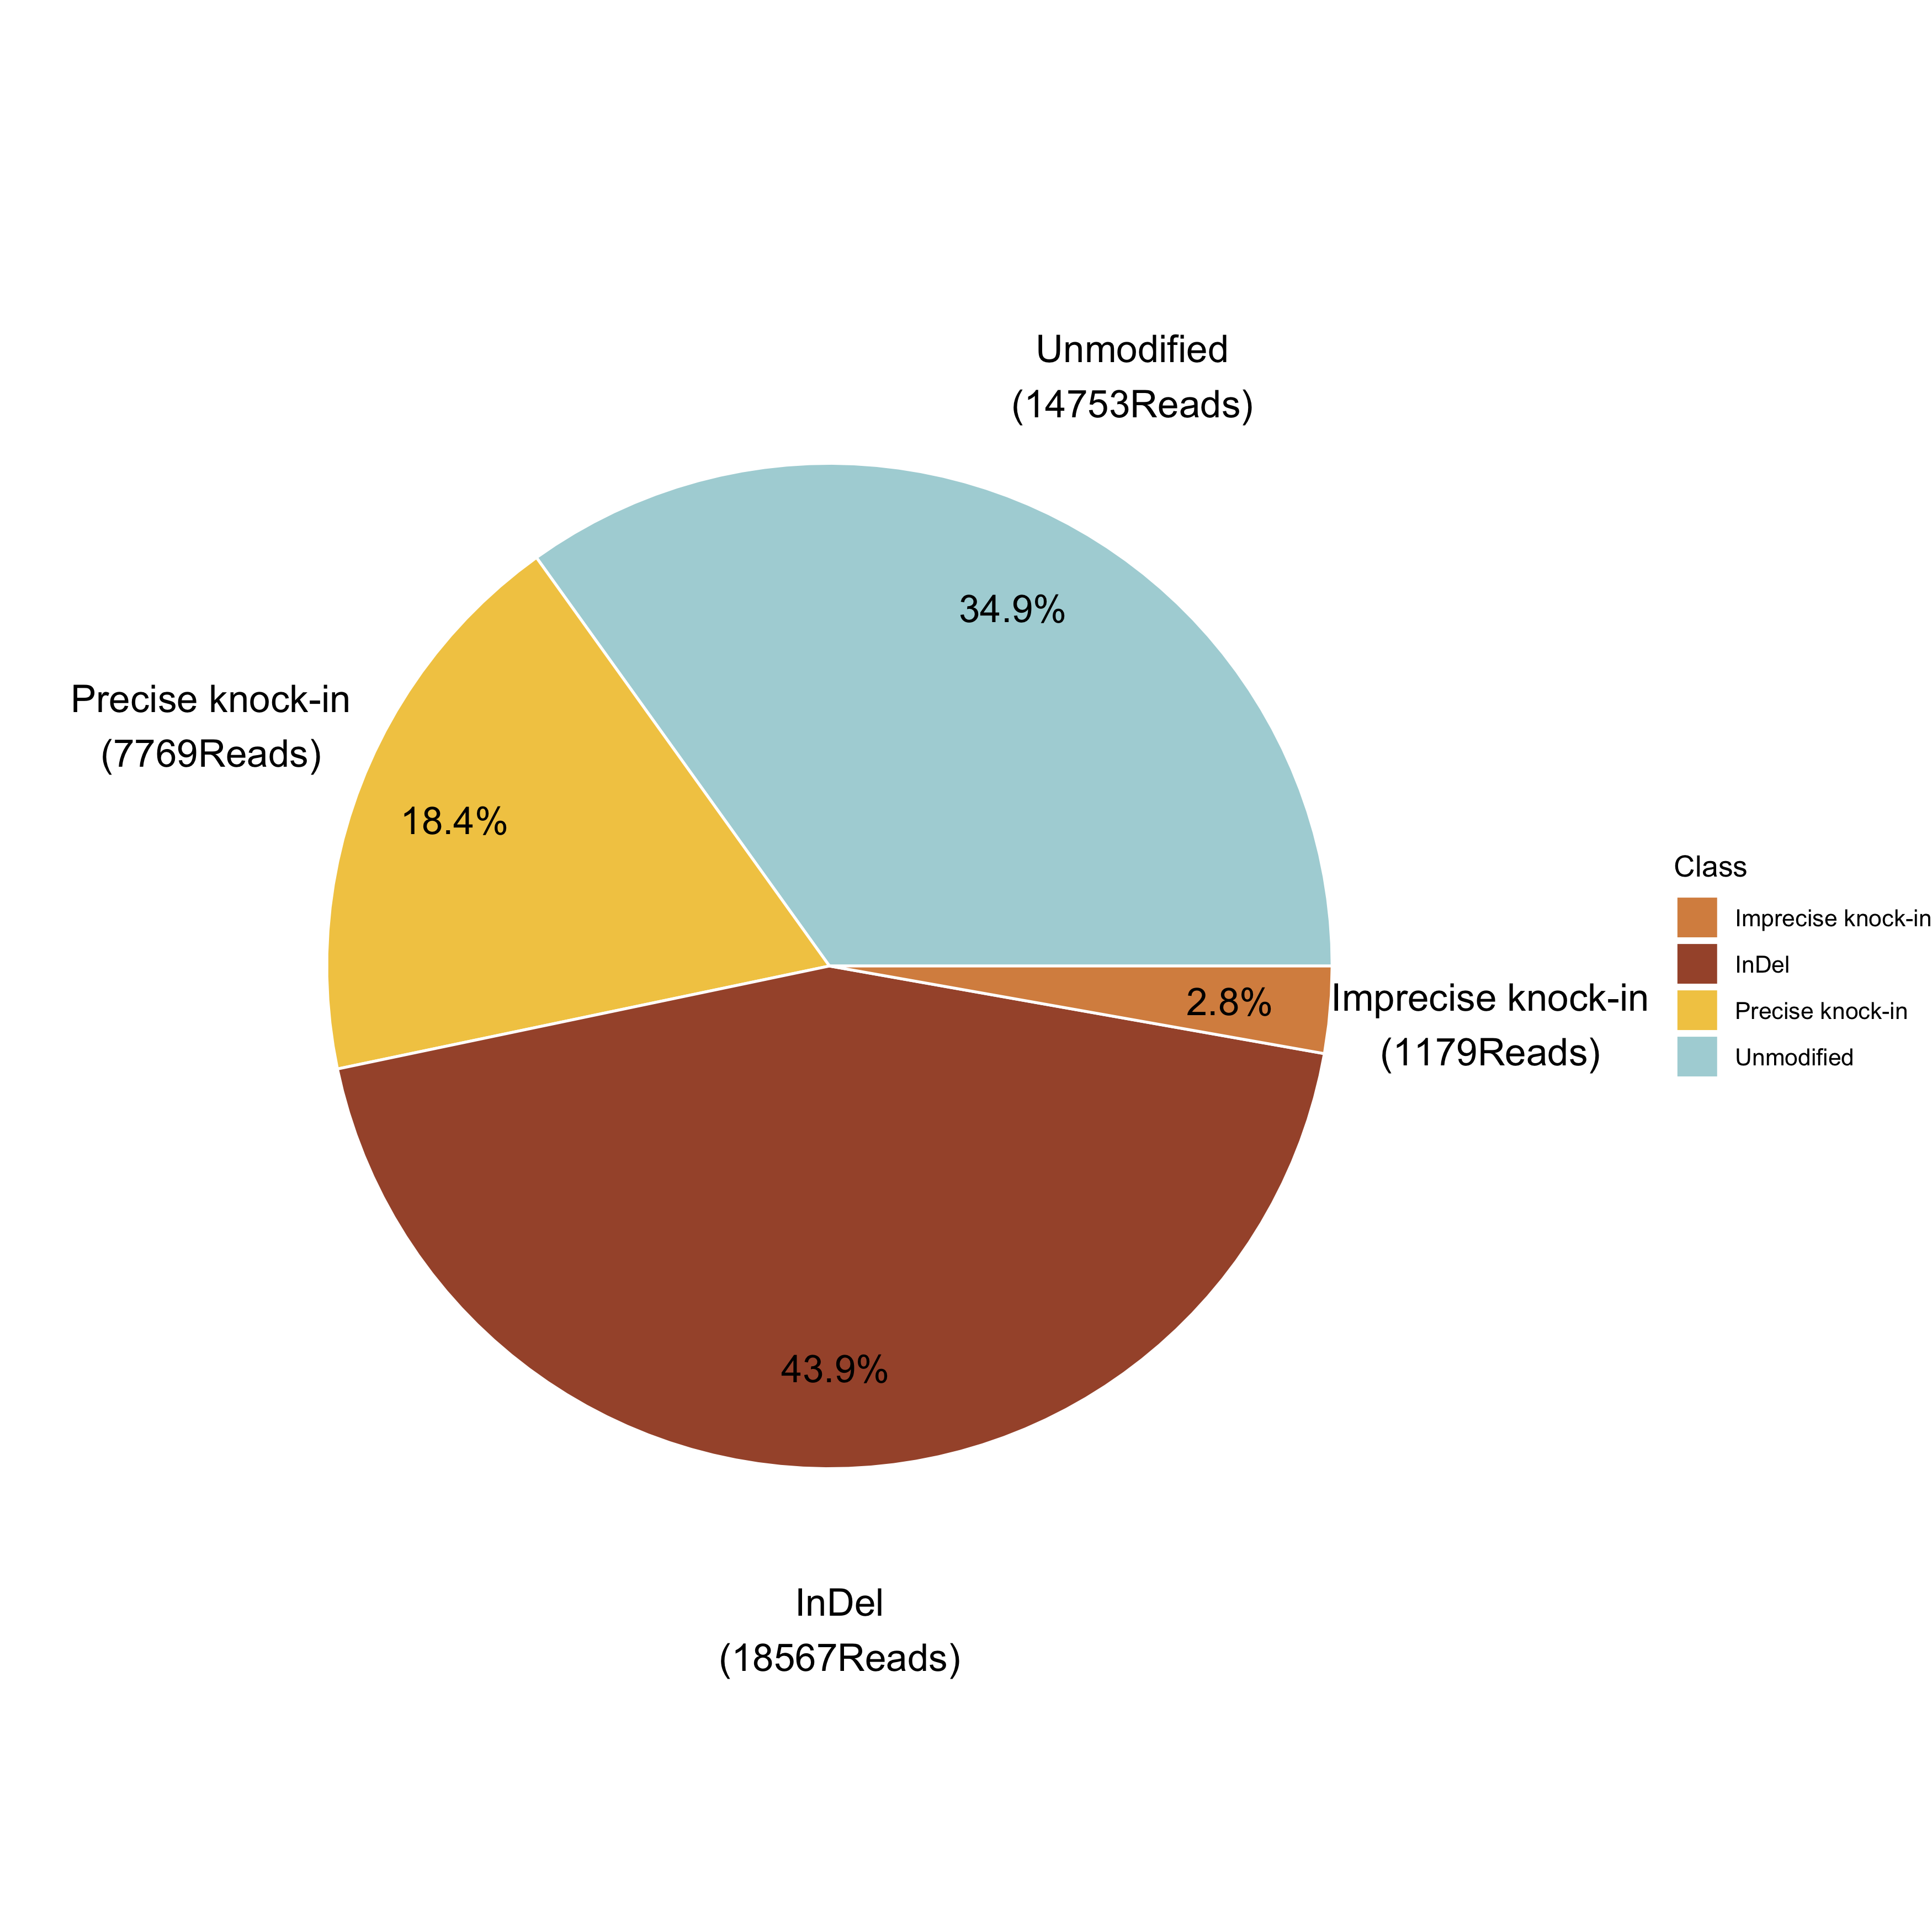 Unmodified
(14753Reads)
34.9%
Precise knock-in
(7769Reads)
18.4%
Class
Imprecise knock-in
InDel
Precise knock-in
Unmodified
2.8%
Imprecise knock-in
(1179Reads)
43.9%
InDel
(18567Reads)